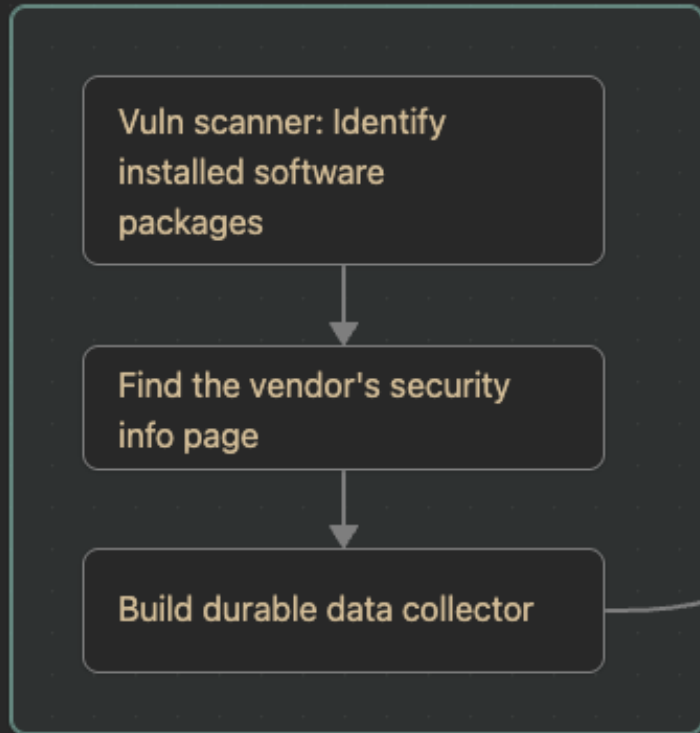 Vuln scanner: Identify
installed software
packages
Find the vendor's security
info page
Build durable data collector